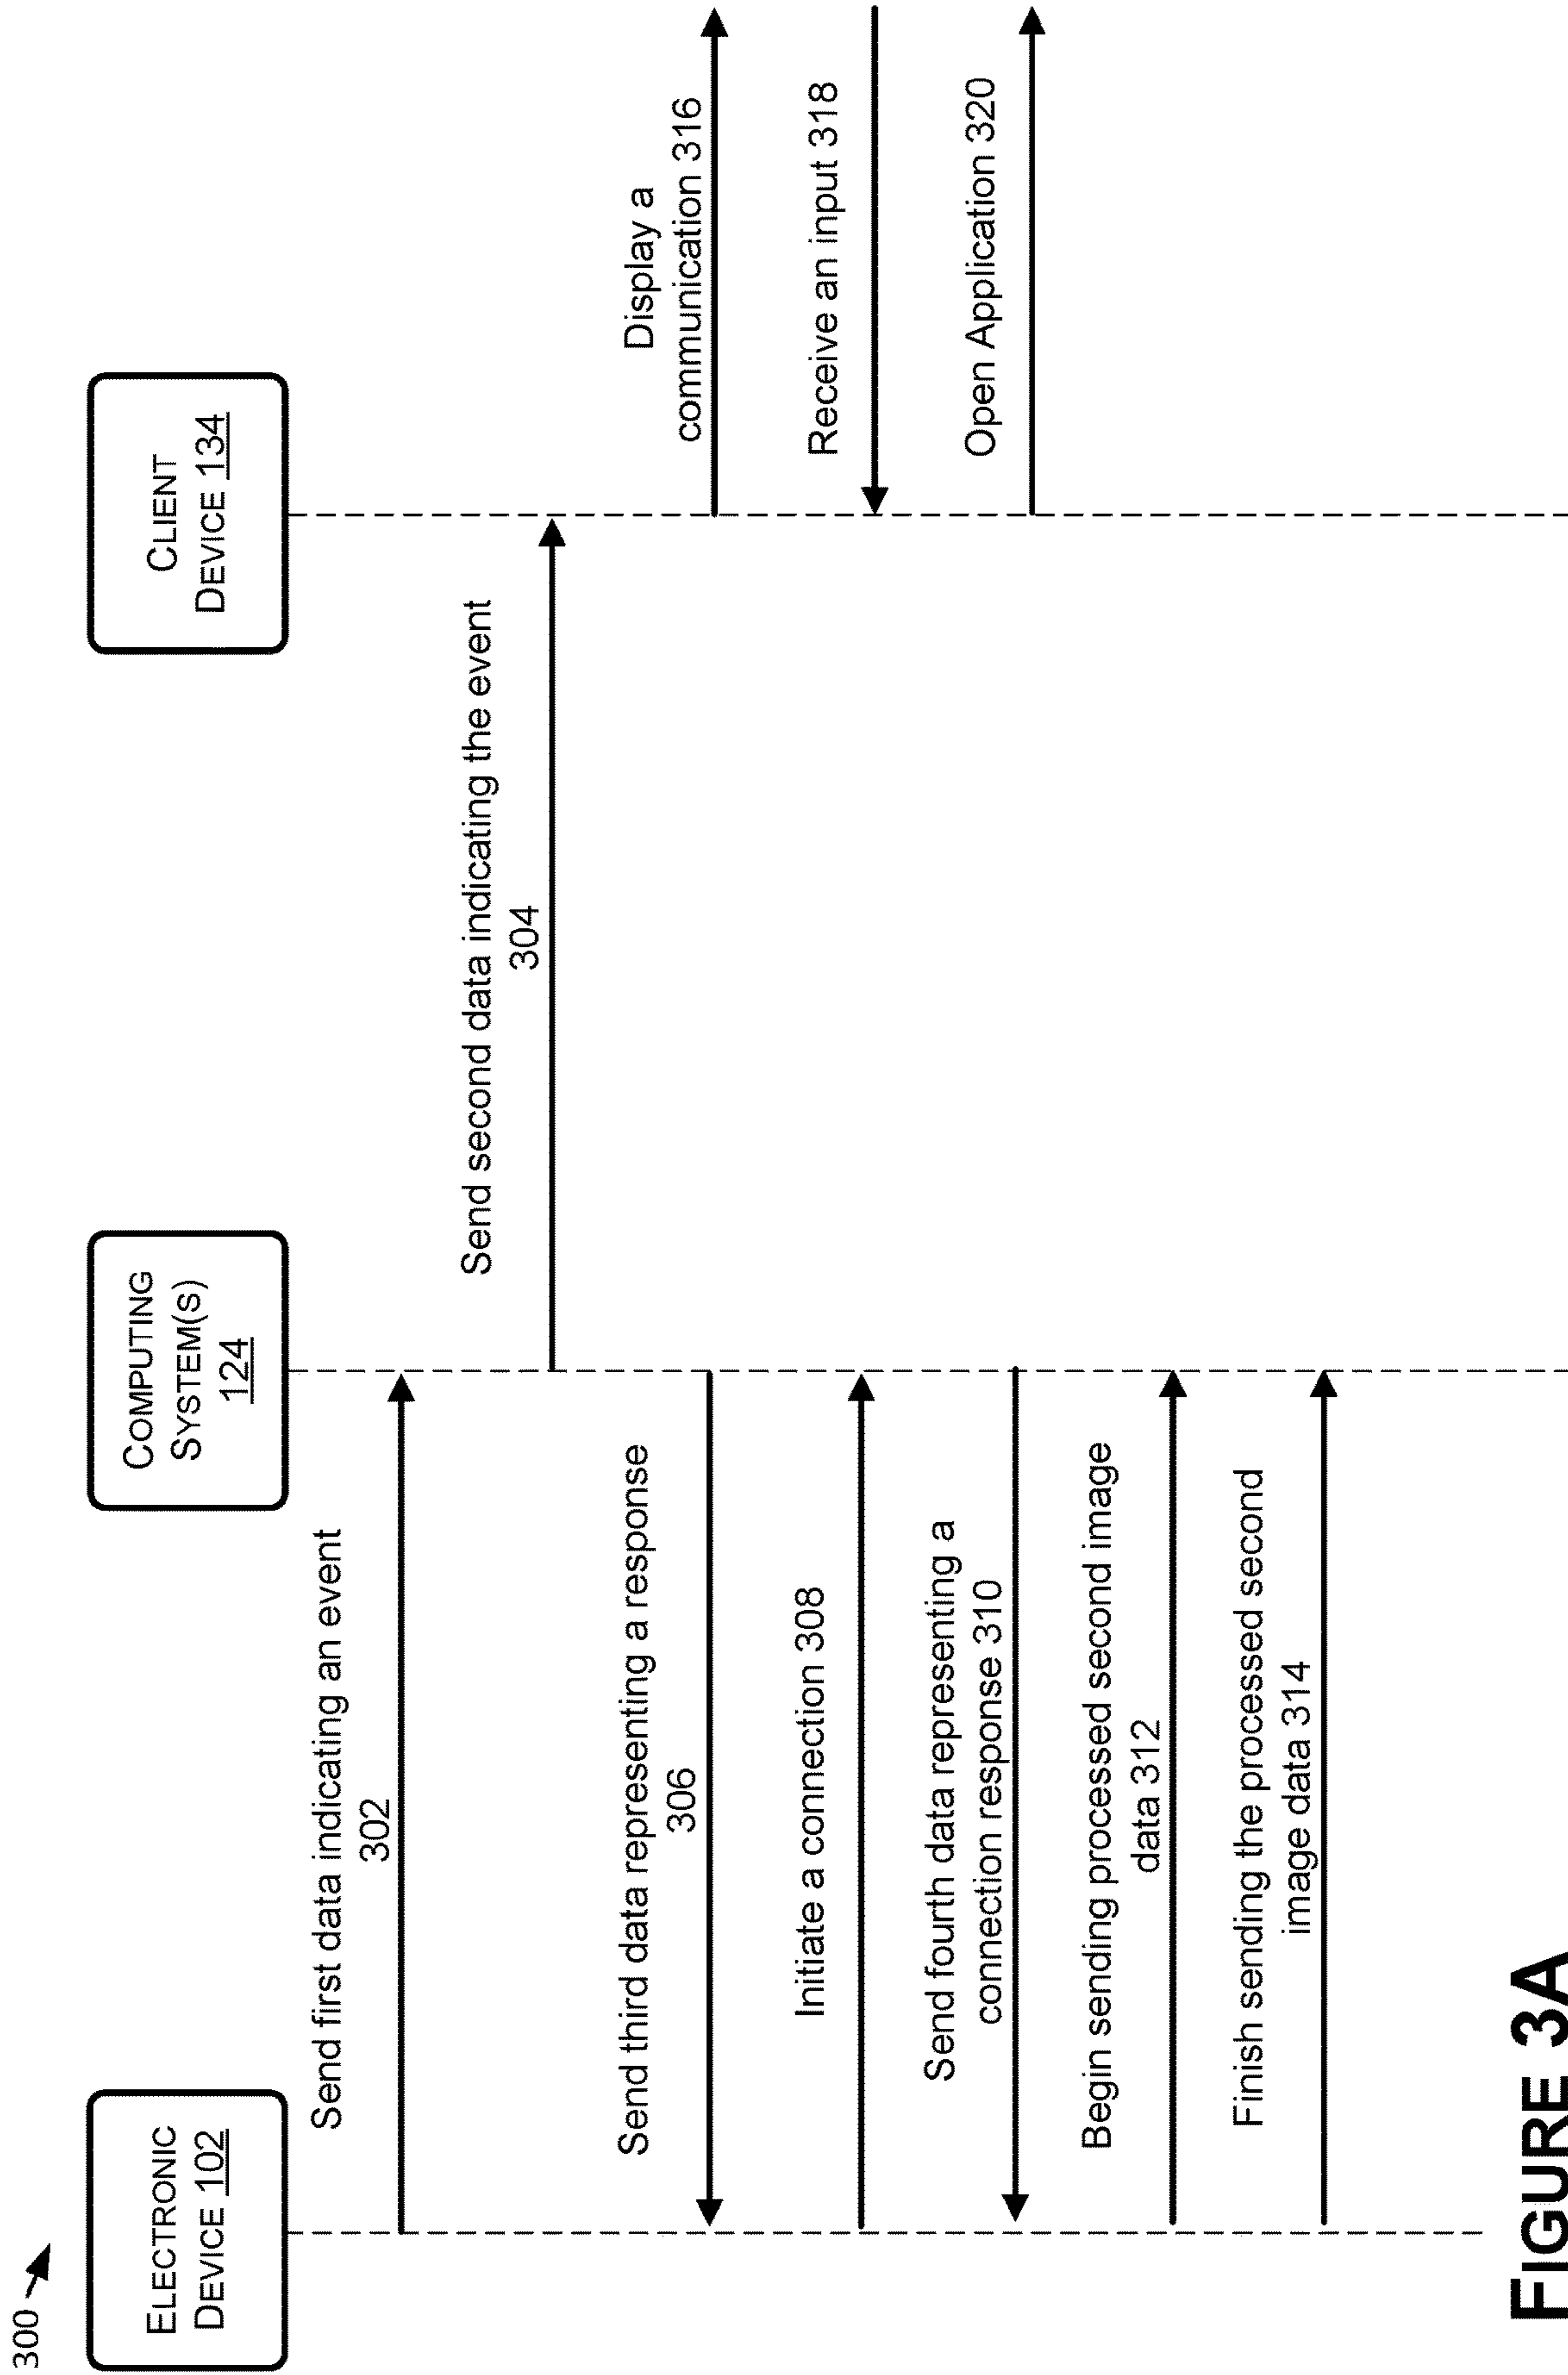 300
ELECTRONIC
DEVICE 102
COMPUTING
SYSTEM(S)
124
CLIENT
DEVICE 134
Send first data indicating an event
302
Send second data indicating the event
304
Send third data representing a response
306
Display a
communication 316
Initiate a connection 308
Receive an input 318
Send fourth data representing a
connection response 310
Open Application 320
Begin sending processed second image
data 312
Finish sending the processed second
image data 314
FIGURE 3A